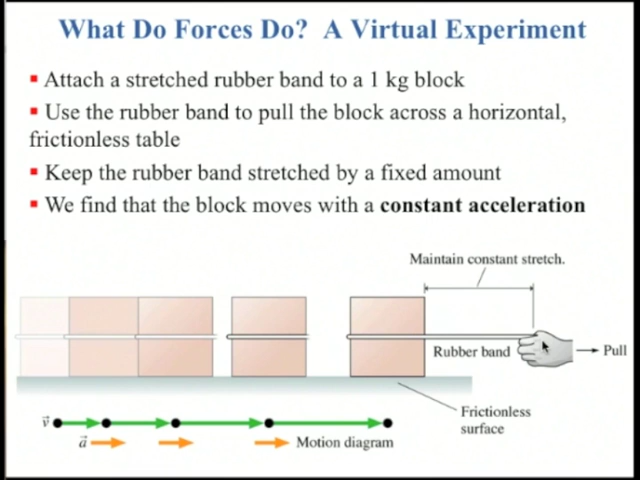 What Do Forces Do?  A Virtual Experiment
▪ Attach a stretched rubber band to a 1 kg block
▪ Use the rubber band to pull the block across a horizontal,
frictionless table
▪ Keep the rubber band stretched by a fixed amount
▪ We find that the block moves with a constant acceleration
Maintain constant stretch.
Rubber band
Pull
Frictionless
surface
v⃗
a⃗
Motion diagram